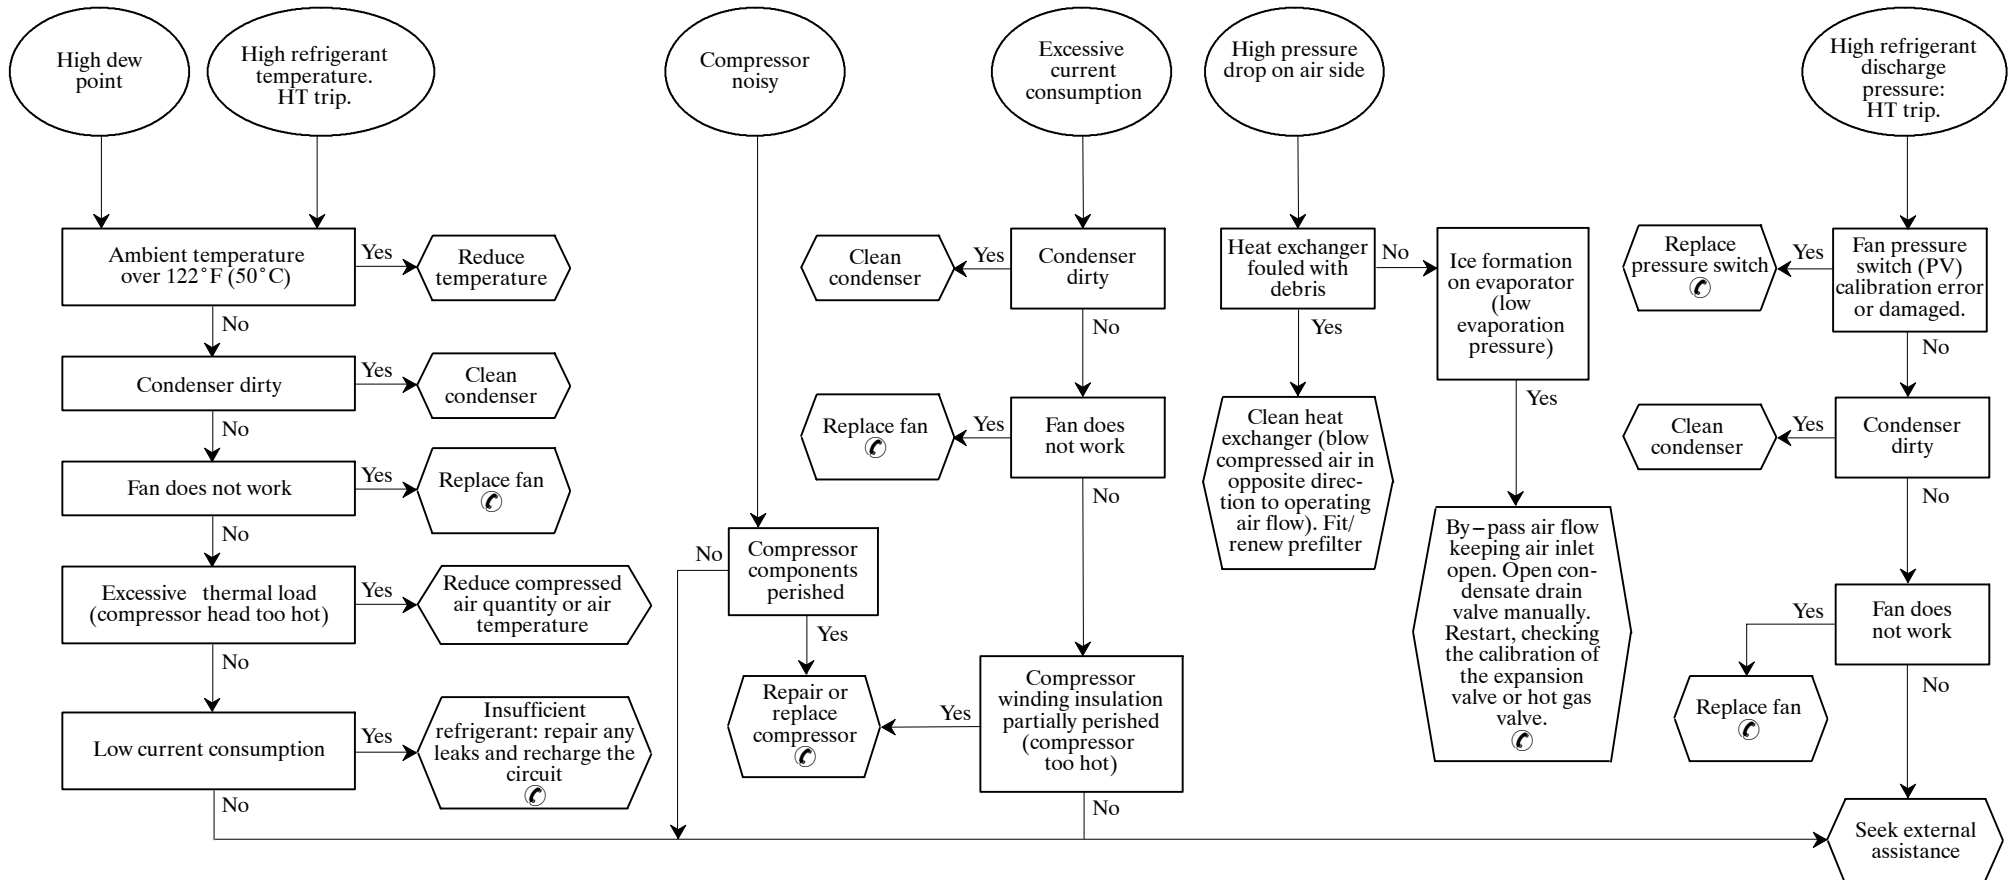 High dew
point
High refrigerant
temperature.
HT trip.
Compressor
noisy
Excessive
current
consumption
High pressure
drop on air side
High refrigerant
discharge
pressure:
HT trip.
Ambient temperature
over 122°F (50°C)
Yes
Reduce
temperature
No
Condenser dirty
Yes
Clean
condenser
No
Fan does not work
Yes
Replace fan
No
Excessive thermal load
(compressor head too hot)
Yes
Reduce compressed
air quantity or air
temperature
No
Low current consumption
Yes
Insufficient
refrigerant: repair any
leaks and recharge the
circuit
No
No
Compressor
components
perished
Yes
Repair or
replace
compressor
Clean
condenser
Yes
Condenser
dirty
No
Replace fan
Yes
Fan does
not work
No
Yes
Compressor
winding insulation
partially perished
(compressor
too hot)
No
Heat exchanger
fouled with
debris
No
Yes
Clean heat
exchanger (blow
compressed air in
opposite direc-
tion to operating
air flow). Fit/
renew prefilter
Ice formation
on evaporator
(low
evaporation
pressure)
Yes
By-pass air flow
keeping air inlet
open. Open con-
densate drain
valve manually.
Restart, checking
the calibration of
the expansion
valve or hot gas
valve.
Replace
pressure switch
Yes
Fan pressure
switch (PV)
calibration error
or damaged.
No
Clean
condenser
Yes
Condenser
dirty
No
Yes
Fan does
not work
Replace fan
No
Seek external
assistance